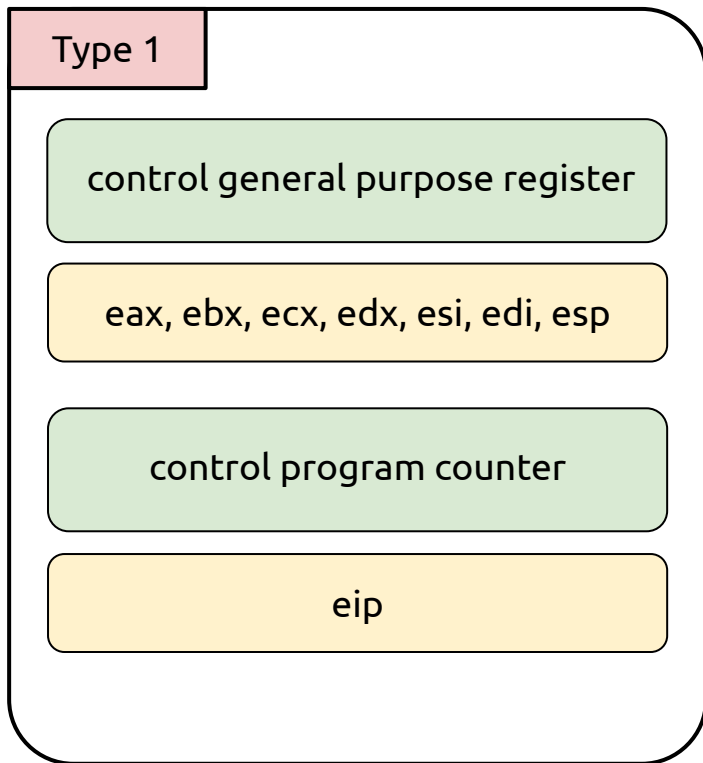 Type 1
control general purpose register
eax, ebx, ecx, edx, esi, edi, esp
control program counter
eip